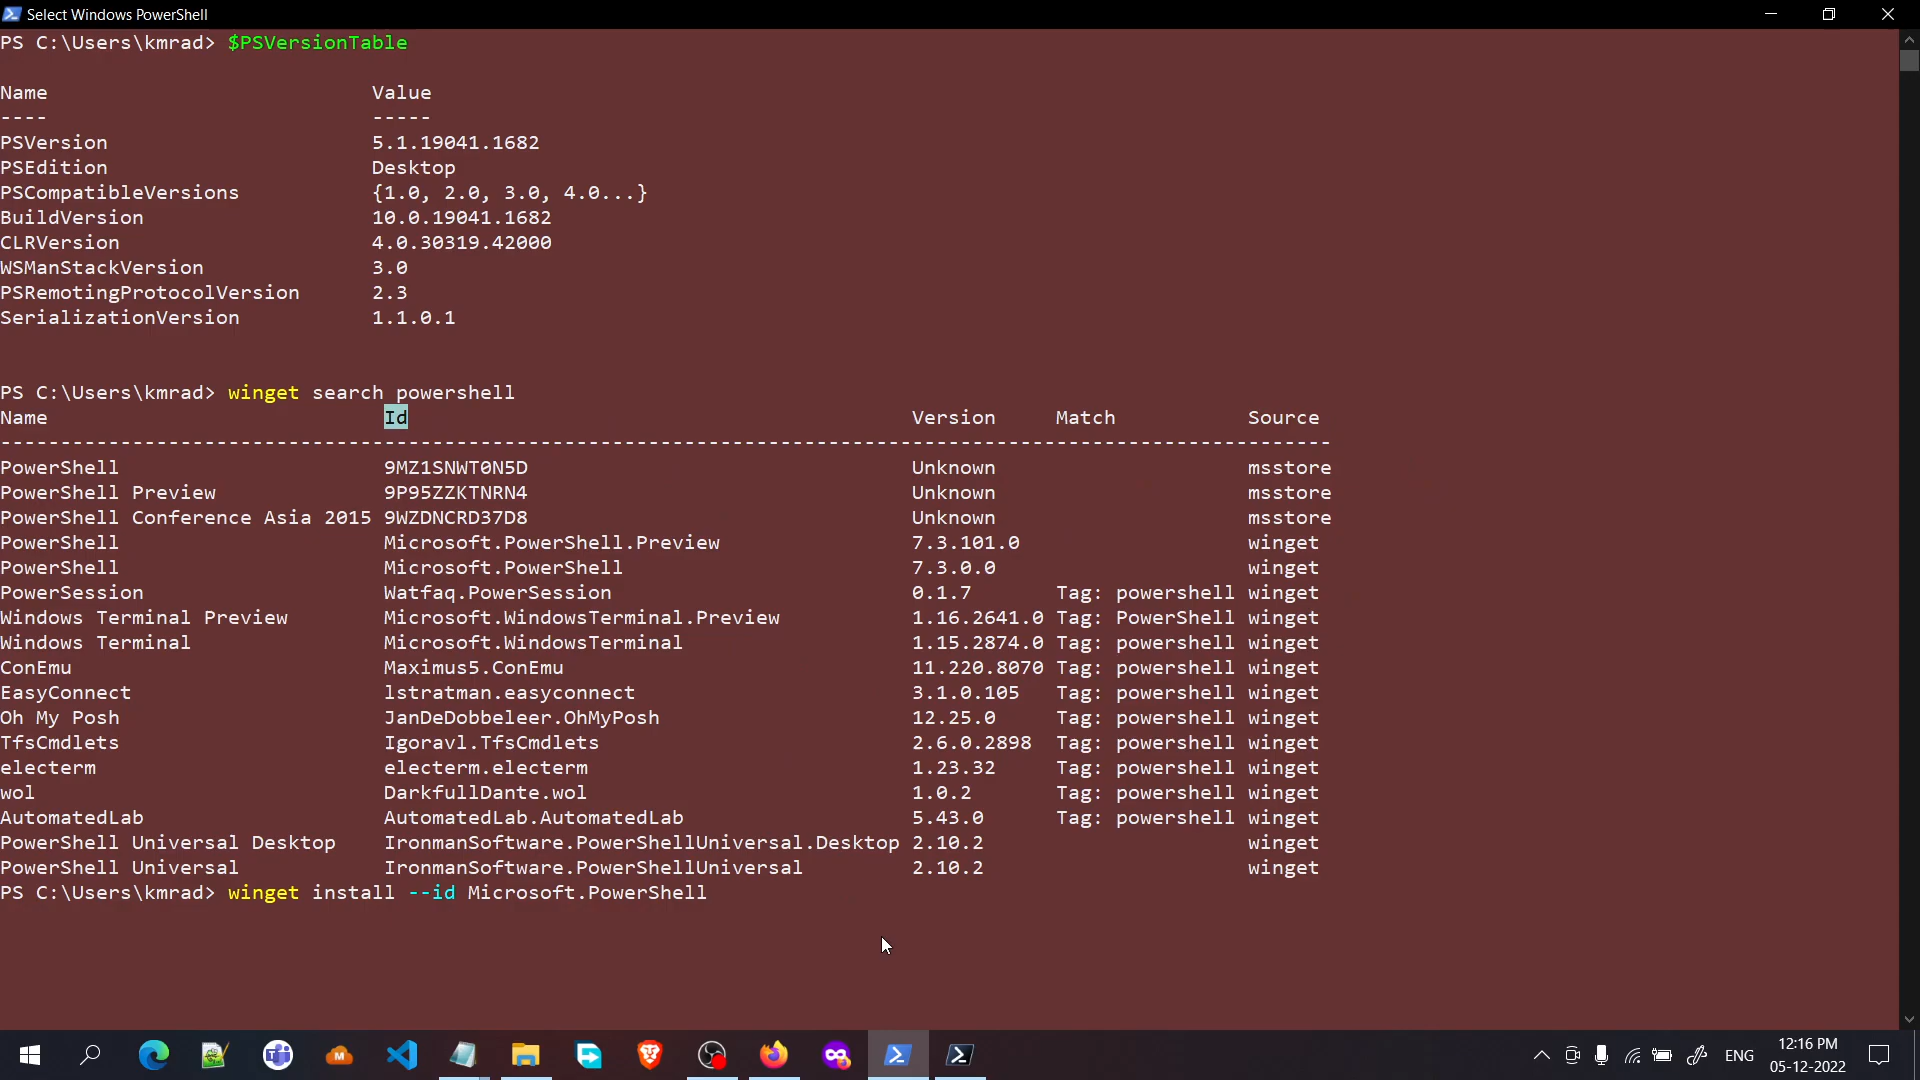 Select Windows PowerShell
PS C:\Users\kmrad> $PSVersionTable
Name Value
---- -----
PSVersion 5.1.19041.1682
PSEdition Desktop
PSCompatibleVersions {1.0, 2.0, 3.0, 4.0...}
BuildVersion 10.0.19041.1682
CLRVersion 4.0.30319.42000
WSManStackVersion 3.0
PSRemotingProtocolVersion 2.3
SerializationVersion 1.1.0.1
PS C:\Users\kmrad> winget search powershell
Name Id Version Match Source
---------------------------------------------------------------------------------------------------------------
PowerShell 9MZ1SNWT0N5D Unknown msstore
PowerShell Preview 9P95ZZKTNRN4 Unknown msstore
PowerShell Conference Asia 2015 9WZDNCRD37D8 Unknown msstore
PowerShell Microsoft.PowerShell.Preview 7.3.101.0 winget
PowerShell Microsoft.PowerShell 7.3.0.0 winget
PowerSession Watfaq.PowerSession 0.1.7 Tag: powershell winget
Windows Terminal Preview Microsoft.WindowsTerminal.Preview 1.16.2641.0 Tag: PowerShell winget
Windows Terminal Microsoft.WindowsTerminal 1.15.2874.0 Tag: powershell winget
ConEmu Maximus5.ConEmu 11.220.8070 Tag: powershell winget
EasyConnect lstratman.easyconnect 3.1.0.105 Tag: powershell winget
Oh My Posh JanDeDobbeleer.OhMyPosh 12.25.0 Tag: powershell winget
TfsCmdlets Igoravl.TfsCmdlets 2.6.0.2898 Tag: powershell winget
electerm electerm.electerm 1.23.32 Tag: powershell winget
wol DarkfullDante.wol 1.0.2 Tag: powershell winget
AutomatedLab AutomatedLab.AutomatedLab 5.43.0 Tag: powershell winget
PowerShell Universal Desktop IronmanSoftware.PowerShellUniversal.Desktop 2.10.2 winget
PowerShell Universal IronmanSoftware.PowerShellUniversal 2.10.2 winget
PS C:\Users\kmrad> winget install --id Microsoft.PowerShell
ENG
12:16 PM
05-12-2022